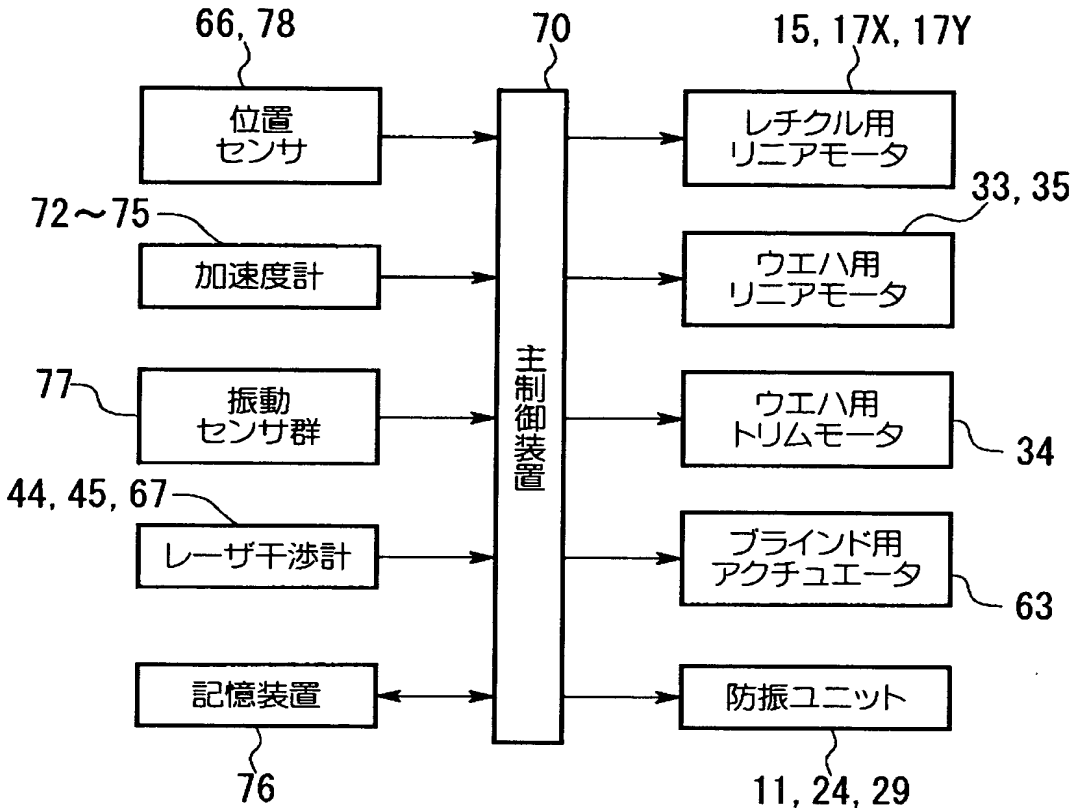 66, 78
位置
センサ
72～75
加速度計
77
振動
センサ群
44, 45, 67
レーザ干渉計
記憶装置
76
70
主制御装置
15, 17X, 17Y
レチクル用
リニアモータ
33, 35
ウエハ用
リニアモータ
ウエハ用
トリムモータ
34
ブラインド用
アクチュエータ
63
防振ユニット
11, 24, 29